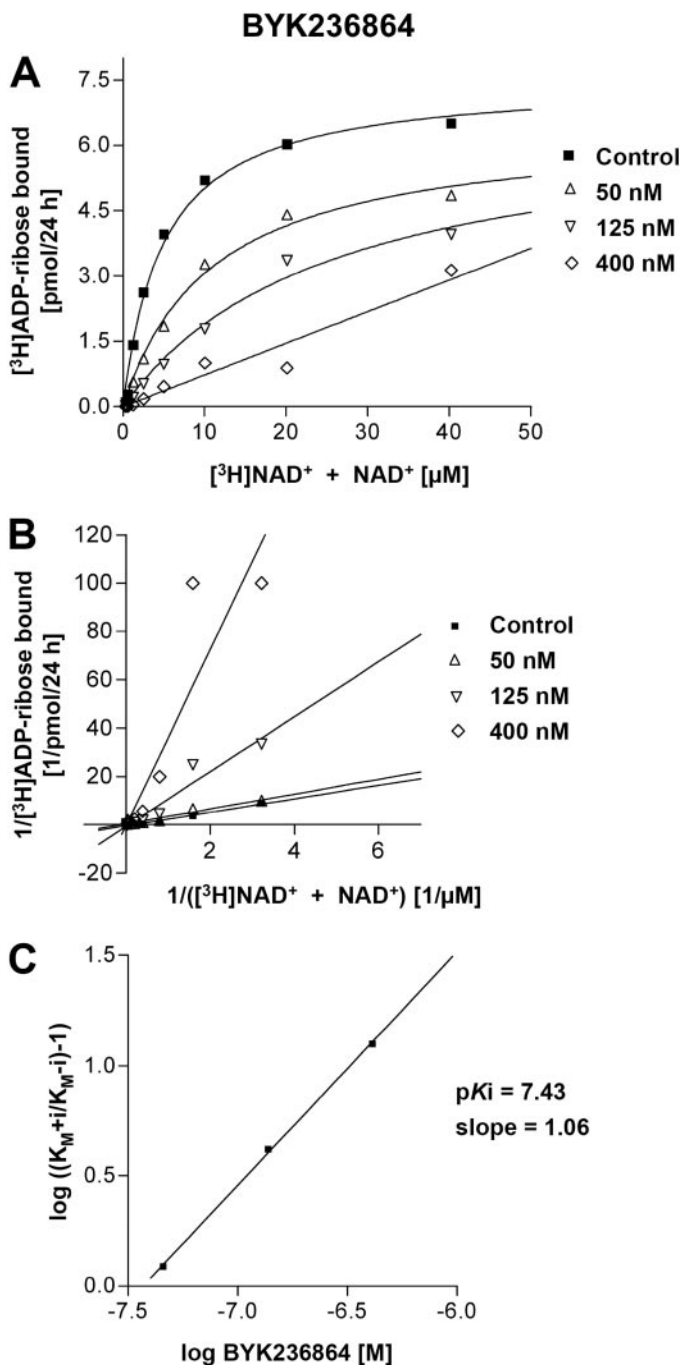 BYK236864
A
[³H]ADP-ribose bound
[pmol/24 h]
7.5
6.0
4.5
3.0
1.5
0.0
0 10 20 30 40 50
[³H]NAD⁺ + NAD⁺ [µM]
Control
50 nM
125 nM
400 nM
B
1/[³H]ADP-ribose bound
[1/pmol/24 h]
120
100
80
60
40
20
-20
2 4 6
1/([³H]NAD⁺ + NAD⁺) [1/µM]
Control
50 nM
125 nM
400 nM
C
log ((K_M+i/K_M-i)-1)
1.5
1.0
0.5
0.0
-7.5 -7.0 -6.5 -6.0
log BYK236864 [M]
pKi = 7.43
slope = 1.06